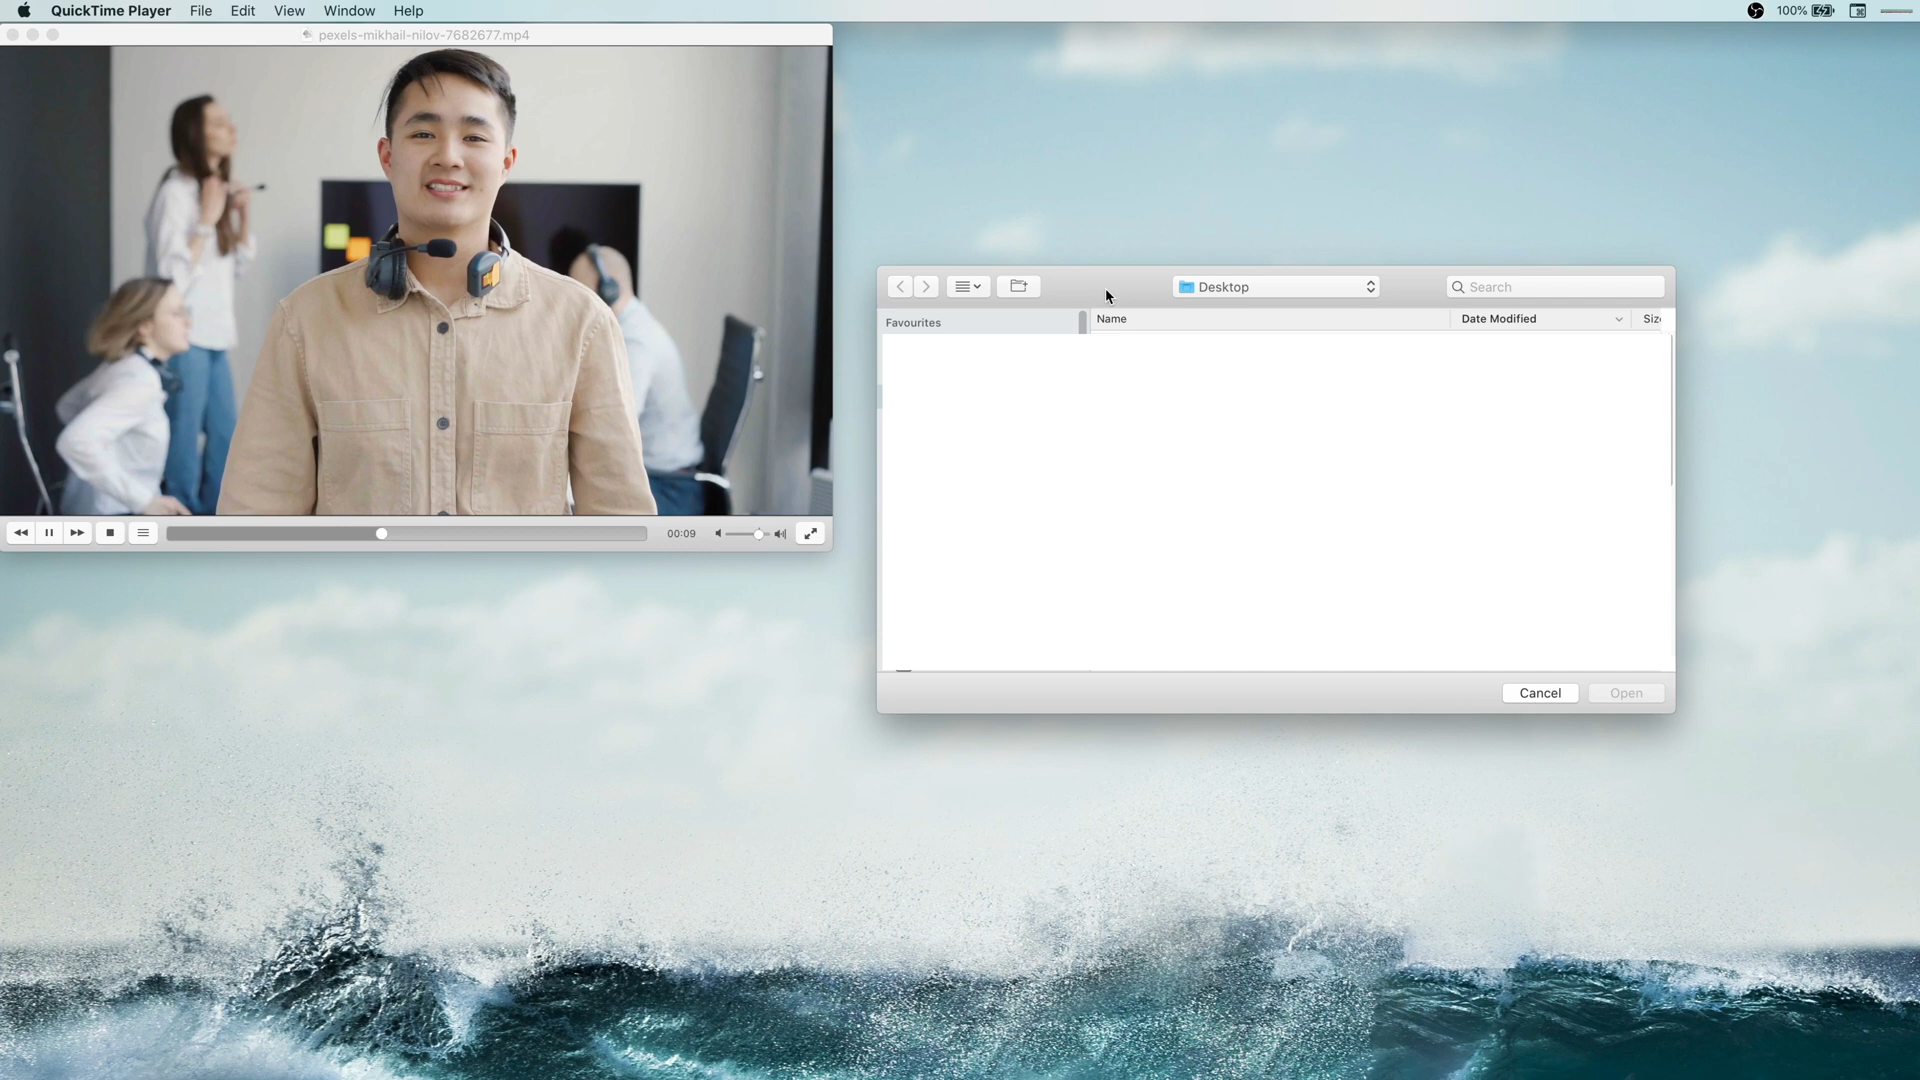 QuickTime Player File Edit View Window Help 100%
pexels-mikhail-nilov-7682677.mp4
Desktop
Search
Favourites
Name
Date Modified
00:09
Cancel
Open